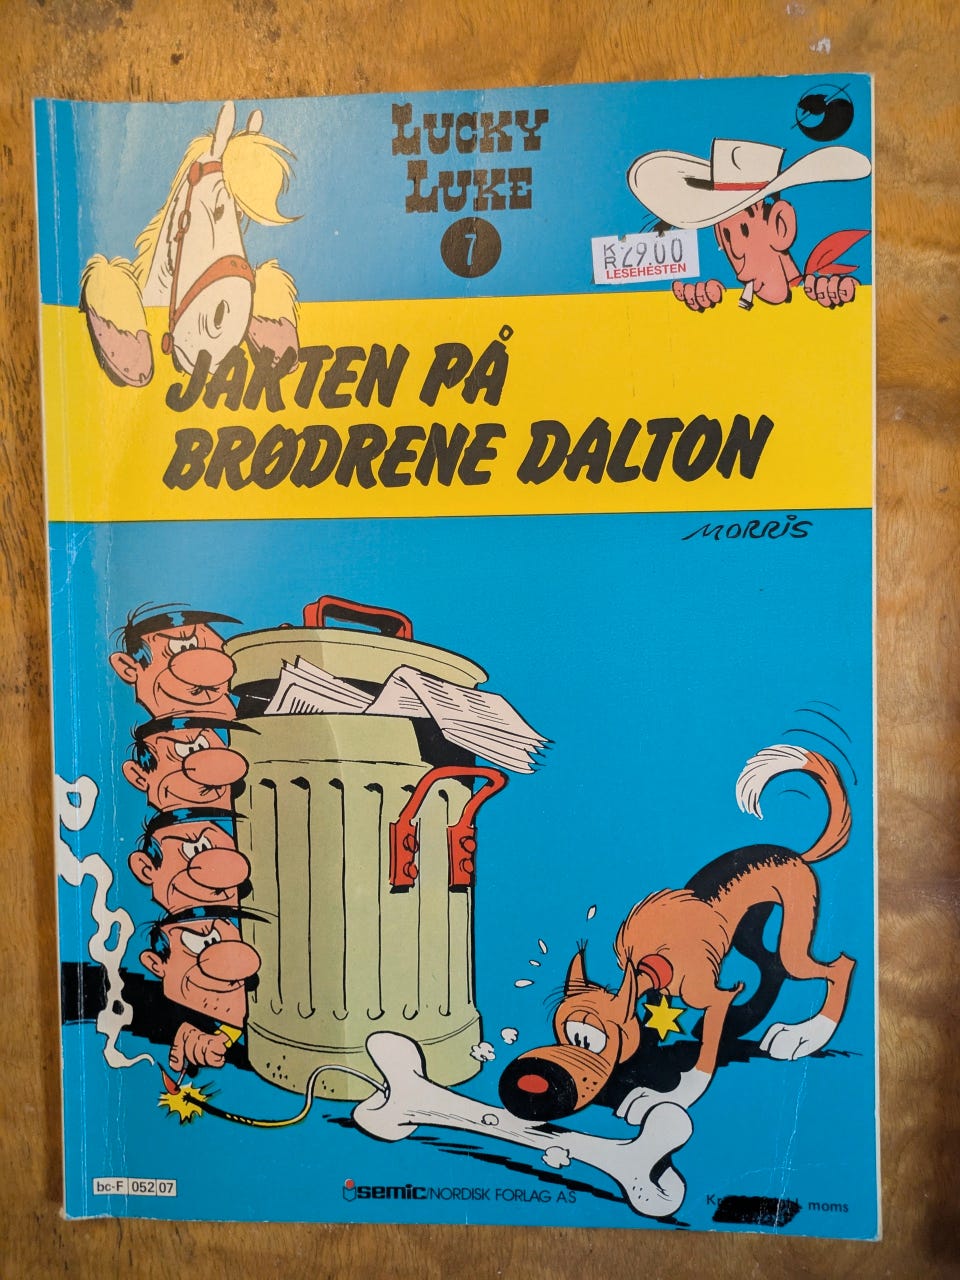 LUCKY
LUKE
7
KR 29.00
LESEHESTEN
JAKTEN PÅ
BRØDRENE DALTON
MORRIS
bc-F 052 07
semic/NORDISK FORLAG A.S
moms